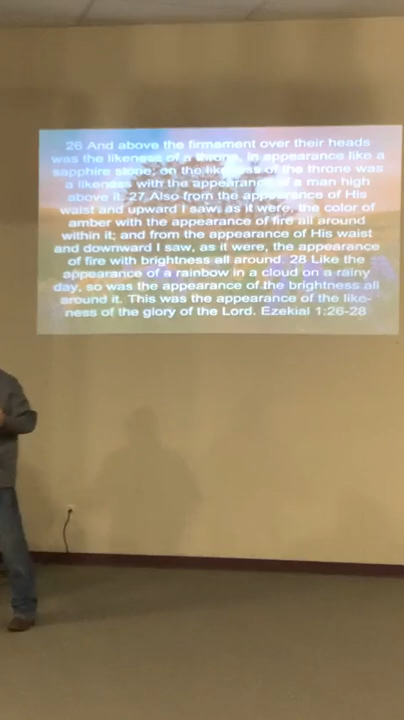 26 And above the firmament over their heads
was the likeness of a throne, in appearance like a
sapphire stone; on the likeness of the throne was
a likeness with the appearance of a man high
above it. 27 Also from the appearance of His
waist and upward I saw, as it were, the color of
amber with the appearance of fire all around
within it; and from the appearance of His waist
and downward I saw, as it were, the appearance
of fire with brightness all around. 28 Like the
appearance of a rainbow in a cloud on a rainy
day, so was the appearance of the brightness all
around it. This was the appearance of the like-
ness of the glory of the Lord. Ezekial 1:26-28